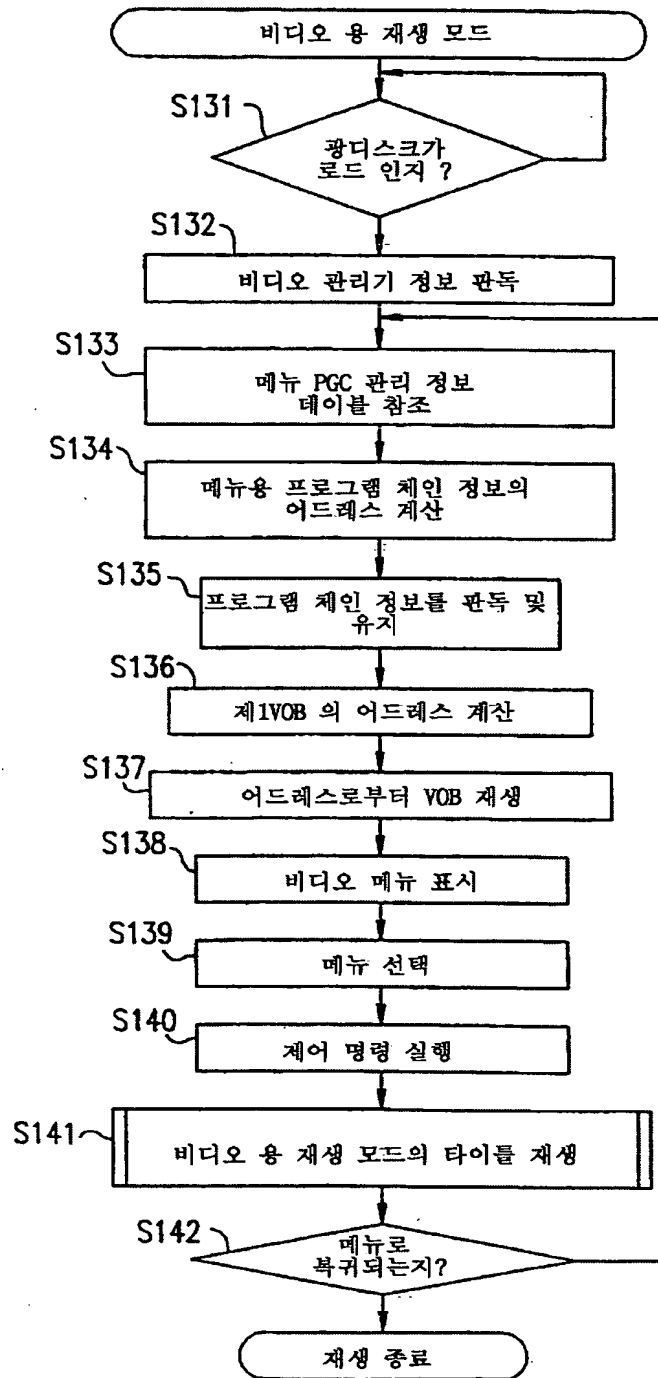 비디오 용 재생 모드
S131
광디스크가
로드 인지 ?
S132
비디오 관리기 정보 판독
S133
메뉴 PGC 관리 정보
데이블 참조
S134
메뉴용 프로그램 체인 정보의
어드레스 계산
S135
프로그램 체인 정보를 판독 및
유지
S136
제1VOB 의 어드레스 계산
S137
어드레스로부터 VOB 재생
S138
비디오 메뉴 표시
S139
메뉴 선택
S140
제어 명령 실행
S141
비디오 용 재생 모드의 타이틀 재생
S142
메뉴로
복귀되는지?
재생 종료